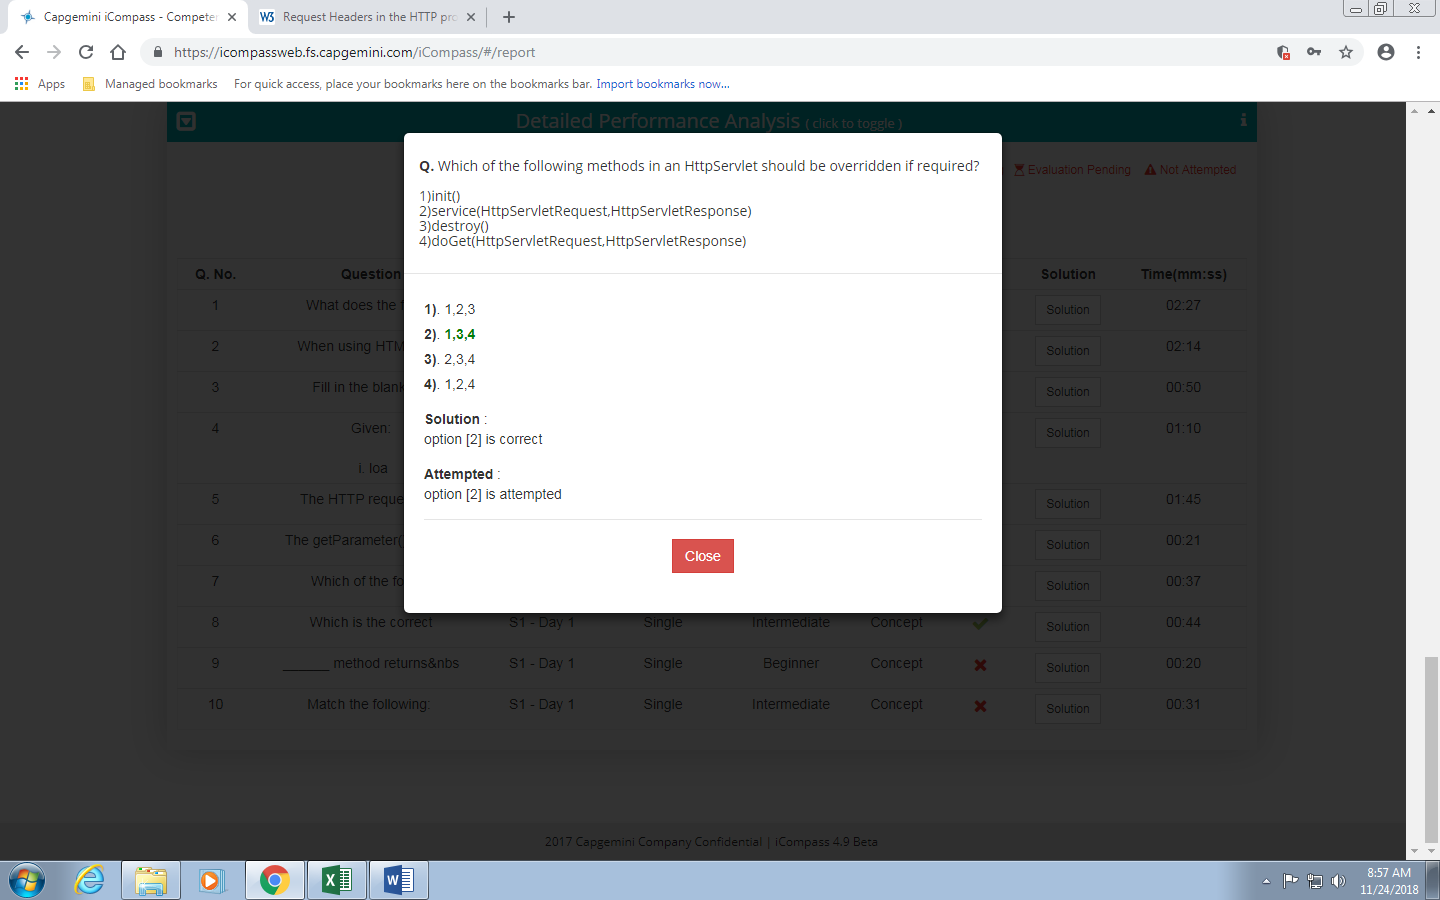 Capgemini iCompass - Competen
Request Headers in the HTTP pro
https://icompassweb.fs.capgemini.com/iCompass/#/report
Apps Managed bookmarks For quick access, place your bookmarks here on the bookmarks bar. Import bookmarks now...
Detailed Performance Analysis ( click to toggle )
Evaluation Pending Not Attempted
Q. Which of the following methods in an HttpServlet should be overridden if required?
1)init()
2)service(HttpServletRequest,HttpServletResponse)
3)destroy()
4)doGet(HttpServletRequest,HttpServletResponse)
1). 1,2,3
2). 1,3,4
3). 2,3,4
4). 1,2,4
Solution :
option [2] is correct
Attempted :
option [2] is attempted
Close
Q. No. Question Solution Time(mm:ss)
1 What does the Solution 02:27
2 When using HTM Solution 02:14
3 Fill in the blank Solution 00:50
4 Given: Solution 01:10
i. loa
5 The HTTP reque Solution 01:45
6 The getParameter( Solution 00:21
7 Which of the fo Solution 00:37
8 Which is the correct S1 - Day 1 Single Intermediate Concept Solution 00:44
9 ______ method returns&nbs S1 - Day 1 Single Beginner Concept Solution 00:20
10 Match the following: S1 - Day 1 Single Intermediate Concept Solution 00:31
2017 Capgemini Company Confidential | iCompass 4.9 Beta
8:57 AM
11/24/2018